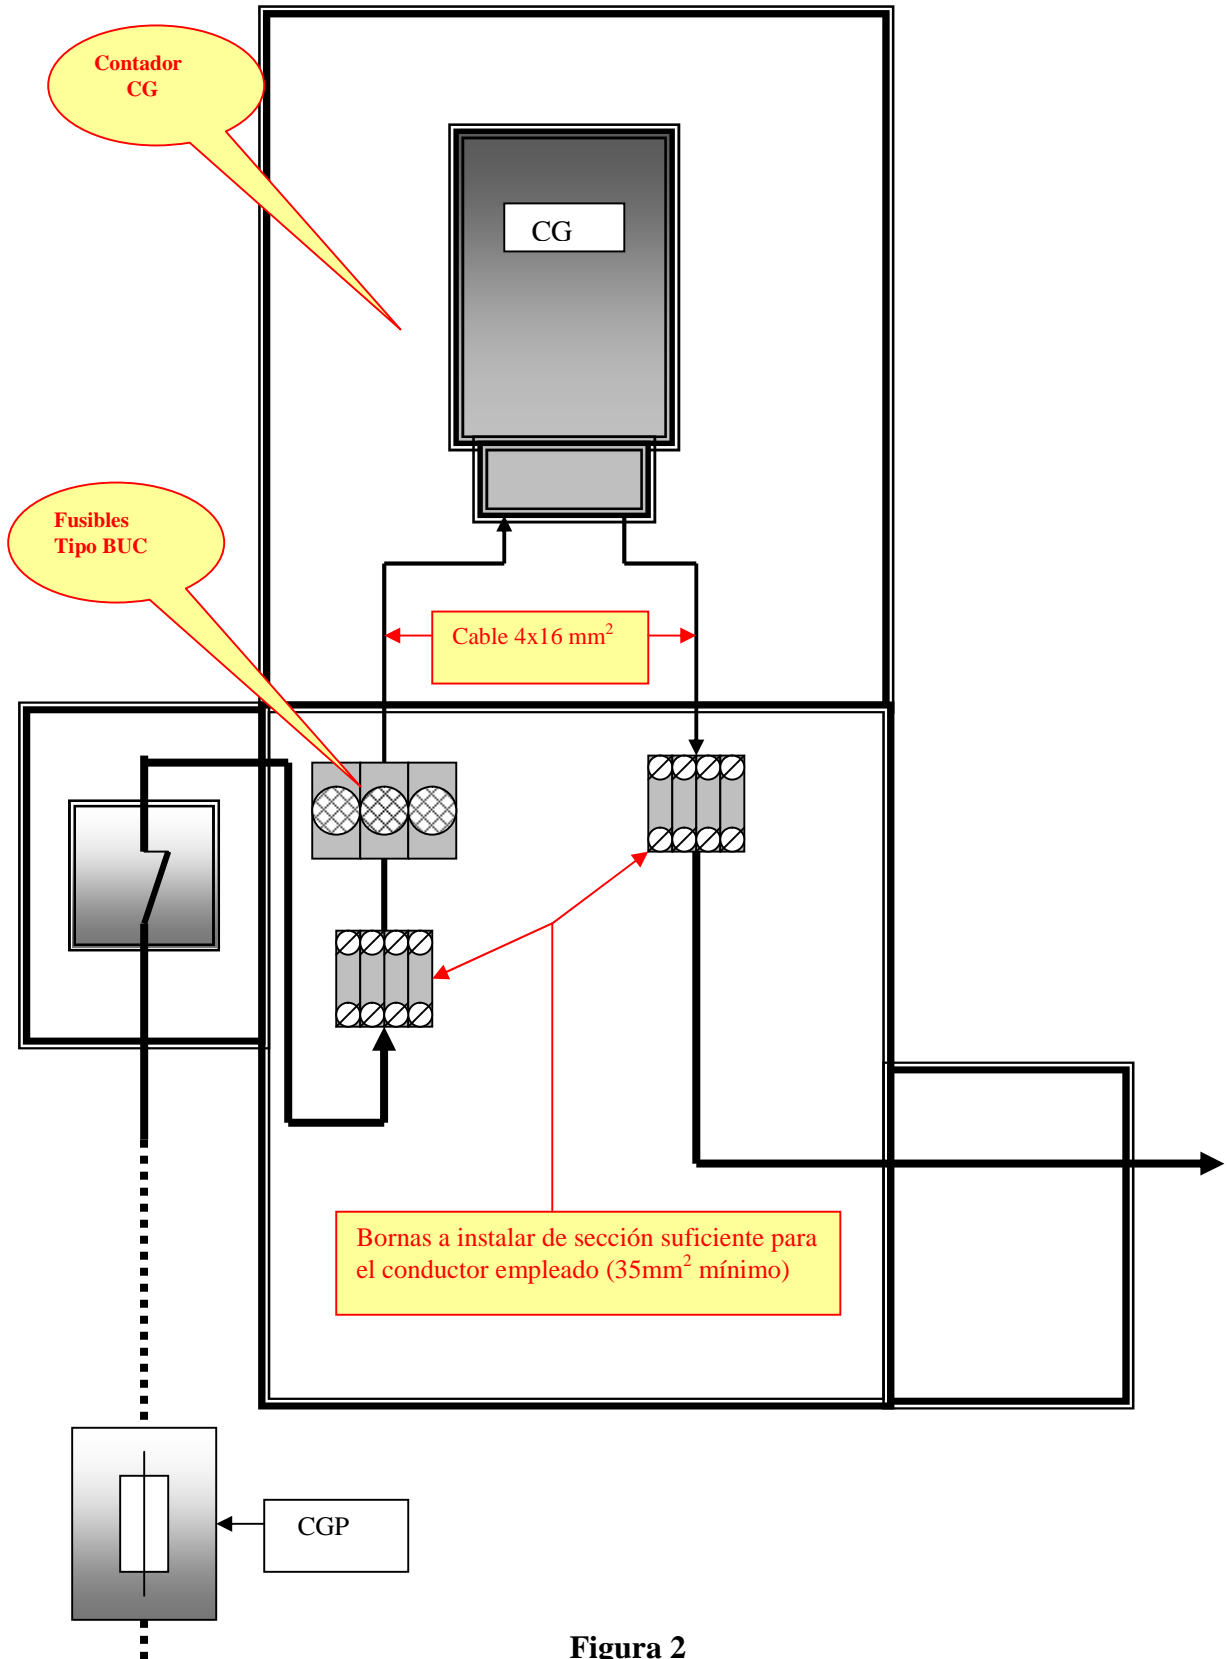 Contador
CG
CG
Fusibles
Tipo BUC
Cable 4x16 mm²
Bornas a instalar de sección suficiente para
el conductor empleado (35mm² mínimo)
CGP
Figura 2